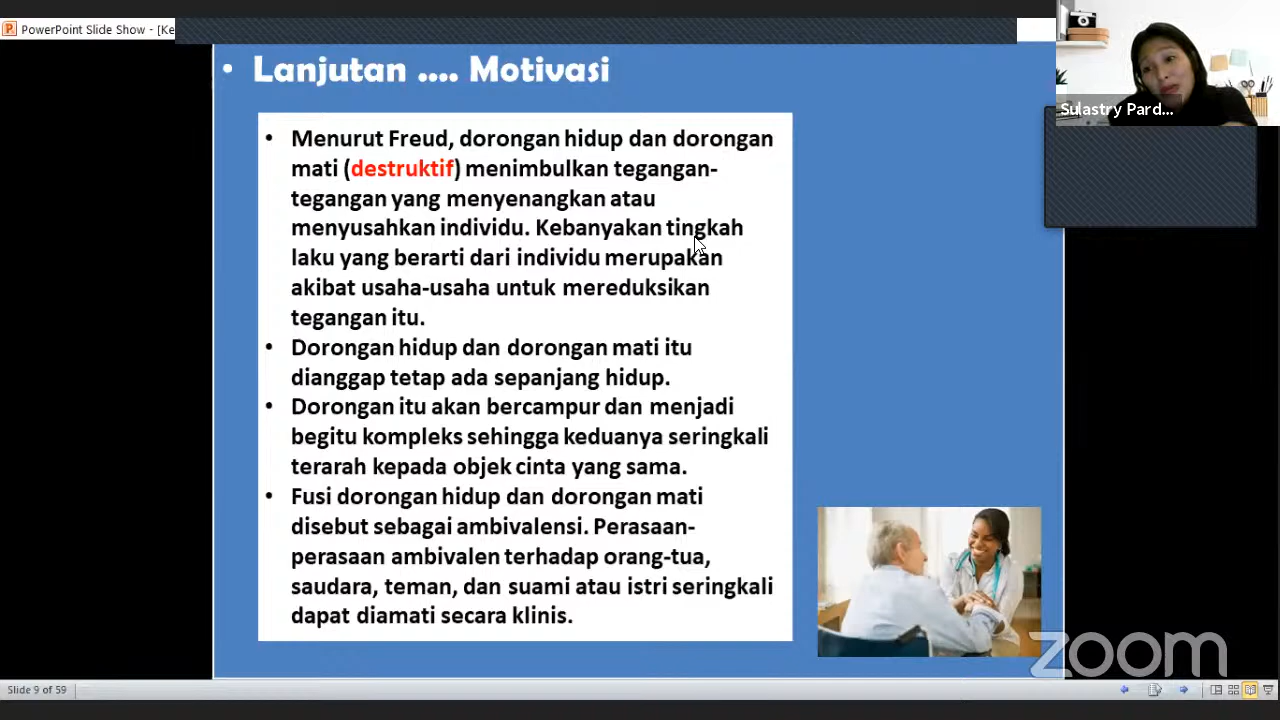 PowerPoint Slide Show - [Ke
• Lanjutan .... Motivasi
Sulastry Pard...
• Menurut Freud, dorongan hidup dan dorongan
mati (destruktif) menimbulkan tegangan-
tegangan yang menyenangkan atau
menyusahkan individu. Kebanyakan tingkah
laku yang berarti dari individu merupakan
akibat usaha-usaha untuk mereduksikan
tegangan itu.
• Dorongan hidup dan dorongan mati itu
dianggap tetap ada sepanjang hidup.
• Dorongan itu akan bercampur dan menjadi
begitu kompleks sehingga keduanya seringkali
terarah kepada objek cinta yang sama.
• Fusi dorongan hidup dan dorongan mati
disebut sebagai ambivalensi. Perasaan-
perasaan ambivalen terhadap orang-tua,
saudara, teman, dan suami atau istri seringkali
dapat diamati secara klinis.
zoom
Slide 9 of 59